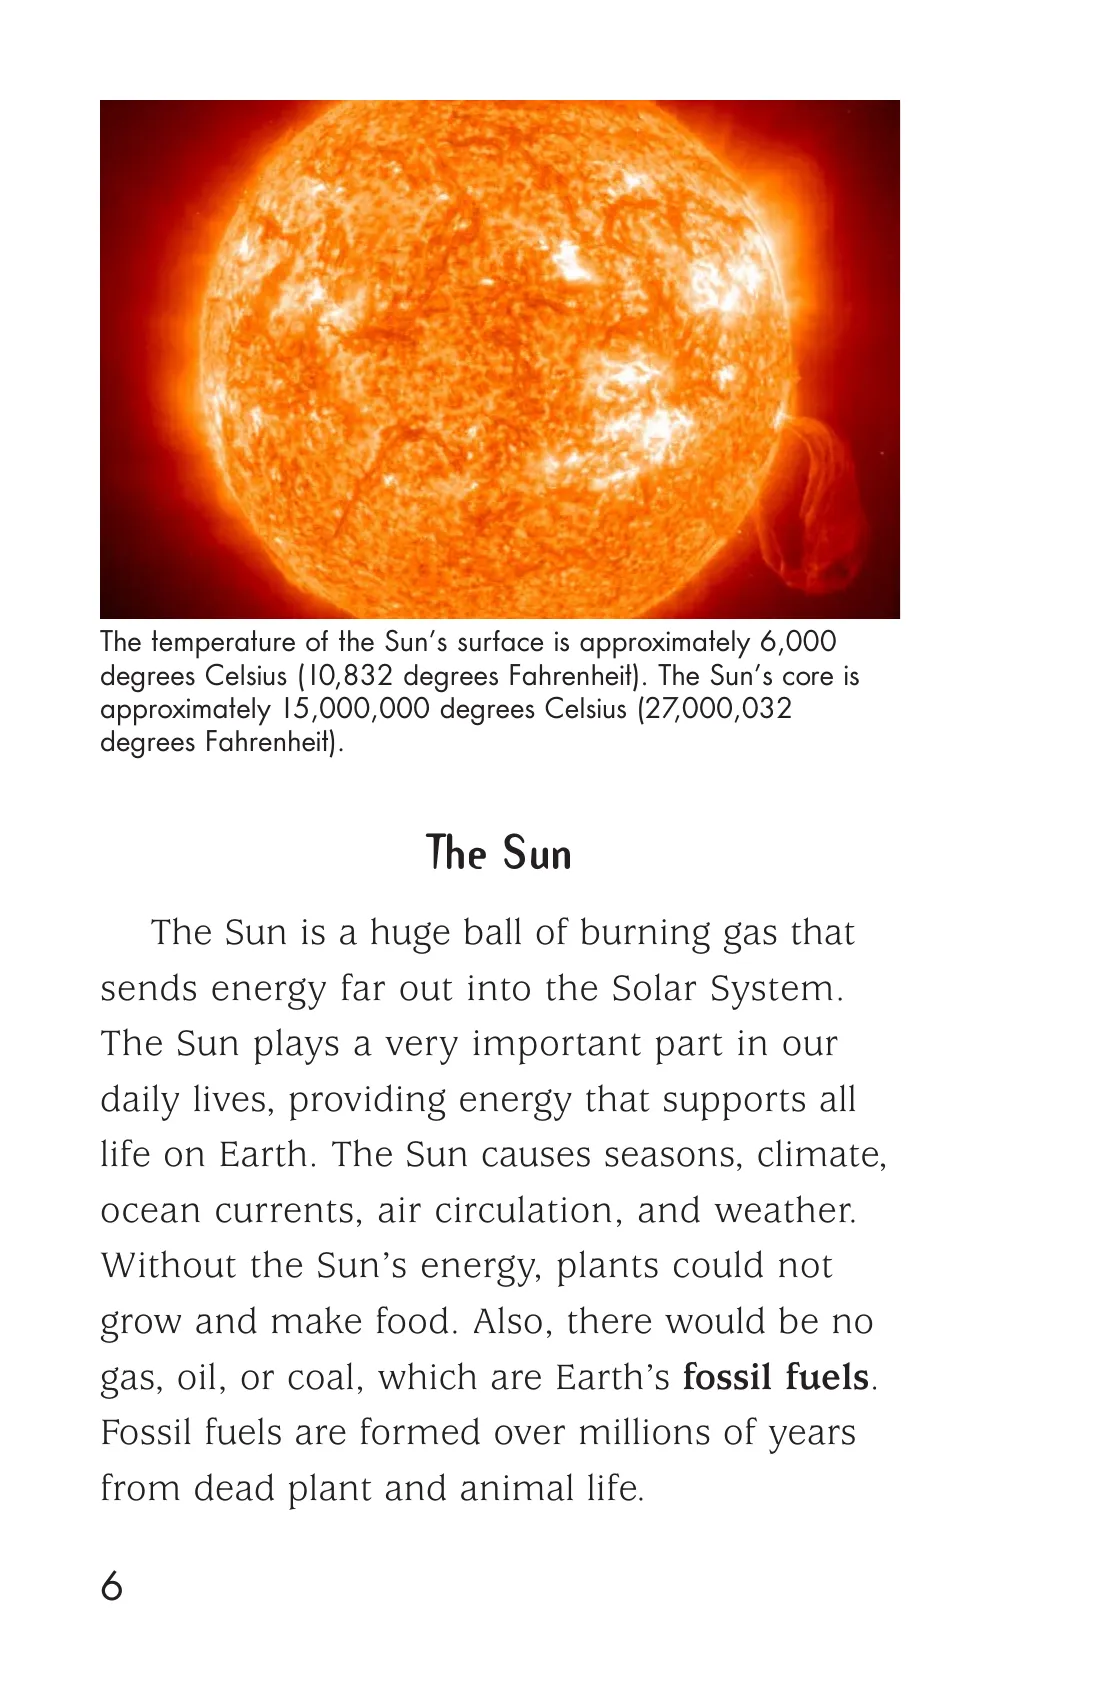 The temperature of the Sun’s surface is approximately 6,000
degrees Celsius (10,832 degrees Fahrenheit). The Sun’s core is
approximately 15,000,000 degrees Celsius (27,000,032
degrees Fahrenheit).
The Sun
The Sun is a huge ball of burning gas that
sends energy far out into the Solar System.
The Sun plays a very important part in our
daily lives, providing energy that supports all
life on Earth. The Sun causes seasons, climate,
ocean currents, air circulation, and weather.
Without the Sun’s energy, plants could not
grow and make food. Also, there would be no
gas, oil, or coal, which are Earth’s fossil fuels.
Fossil fuels are formed over millions of years
from dead plant and animal life.
6